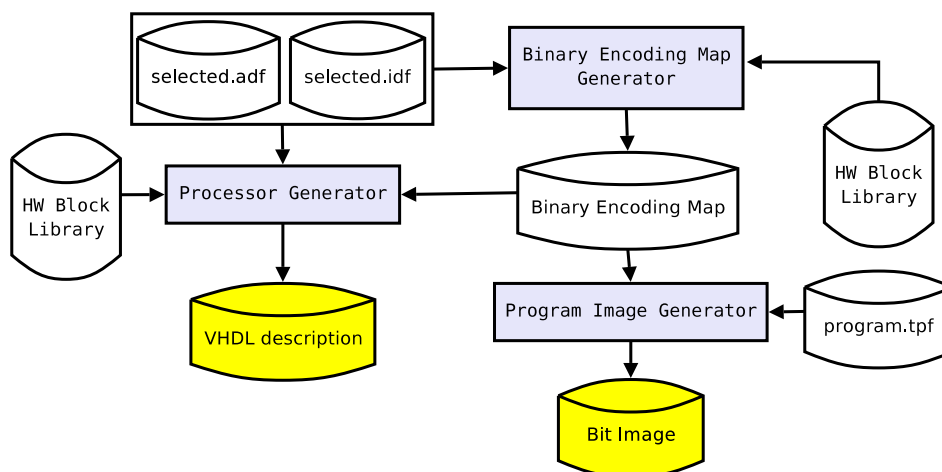 selected.adf
selected.idf
Binary Encoding Map
Generator
HW Block
Library
Processor Generator
Binary Encoding Map
HW Block
Library
VHDL description
Program Image Generator
program.tpf
Bit Image